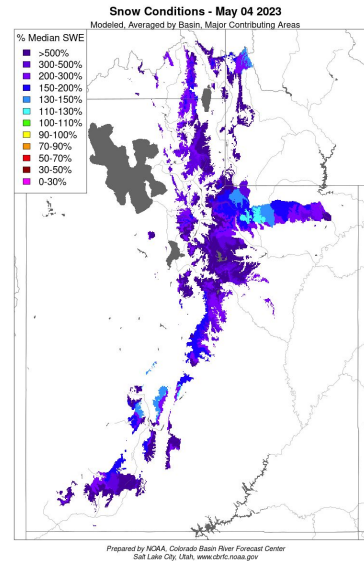 Snow Conditions - May 04 2023
Modeled, Averaged by Basin, Major Contributing Areas
% Median SWE
>500%
300-500%
200-300%
150-200%
130-150%
110-130%
100-110%
90-100%
70-90%
50-70%
30-50%
0-30%
Prepared by NOAA, Colorado Basin River Forecast Center
Salt Lake City, Utah, www.cbrfc.noaa.gov